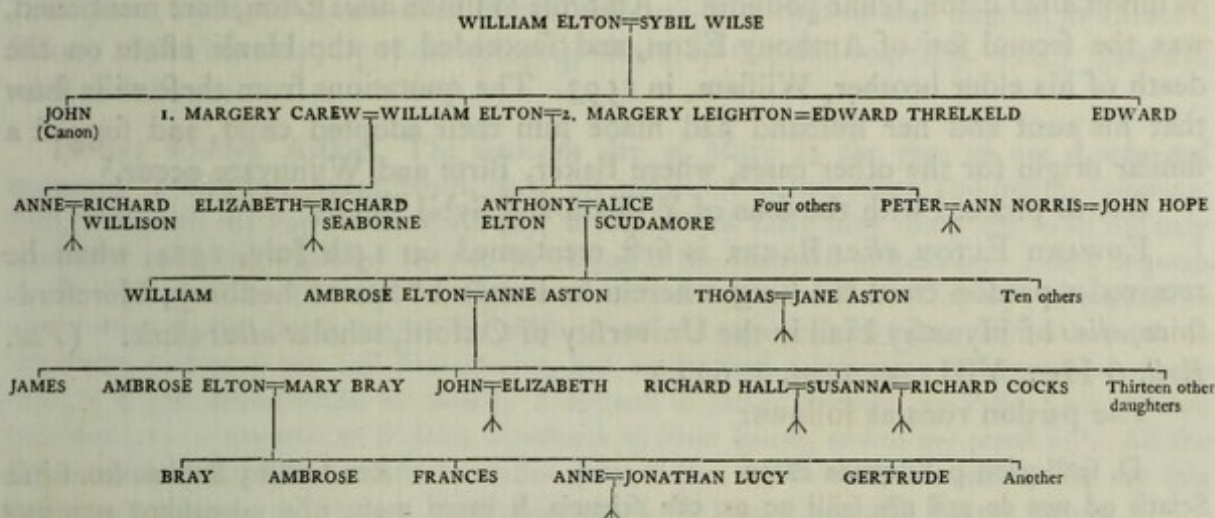 WILLIAM ELTON=SYBIL WILSE
JOHN 1. MARGERY CAREW=WILLIAM ELTON=2. MARGERY LEIGHTON=EDWARD THRELKELD EDWARD
(Canon)
ANNE=RICHARD ELIZABETH=RICHARD ANTHONY=ALICE Four others PETER=ANN NORRIS=JOHN HOPE
WILLISON SEABORNE ELTON SCUDAMORE
WILLIAM AMBROSE ELTON=ANNE ASTON THOMAS=JANE ASTON Ten others
JAMES AMBROSE ELTON=MARY BRAY JOHN=ELIZABETH RICHARD HALL=SUSANNA=RICHARD COCKS Thirteen other
daughters
BRAY AMBROSE FRANCES ANNE=JONATHAN LUCY GERTRUDE Another